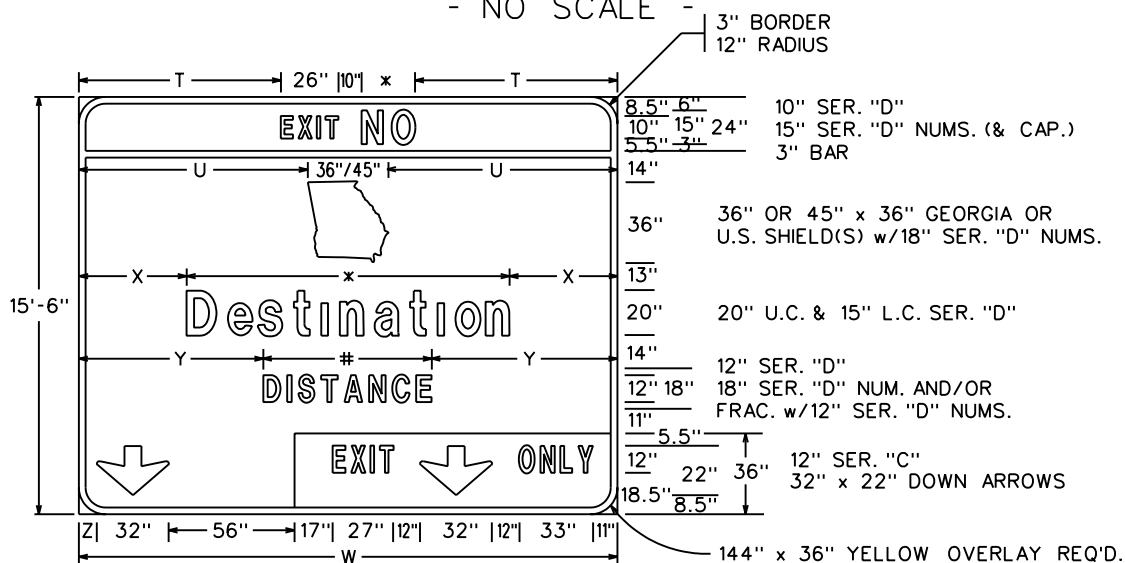 - NO SCALE -
3" BORDER
12" RADIUS
T 26" 10" * T
8.5" 6"
10" 15" 24"
5.5" 3"
10" SER. "D"
15" SER. "D" NUMS. (& CAP.)
3" BAR
EXIT NO
U 36"/45" U
14"
36"
36" OR 45" x 36" GEORGIA OR
U.S. SHIELD(S) w/18" SER. "D" NUMS.
X * X
13"
15'-6"
Destination
20"
20" U.C. & 15" L.C. SER. "D"
Y # Y
14"
DISTANCE
12" 18"
12" SER. "D"
18" SER. "D" NUM. AND/OR
FRAC. w/12" SER. "D" NUMS.
11"
5.5"
EXIT ONLY
12"
22" 36"
18.5"
8.5"
12" SER. "C"
32" x 22" DOWN ARROWS
Z 32" 56" 17" 27" 12" 32" 12" 33" 11"
W
144" x 36" YELLOW OVERLAY REQ'D.